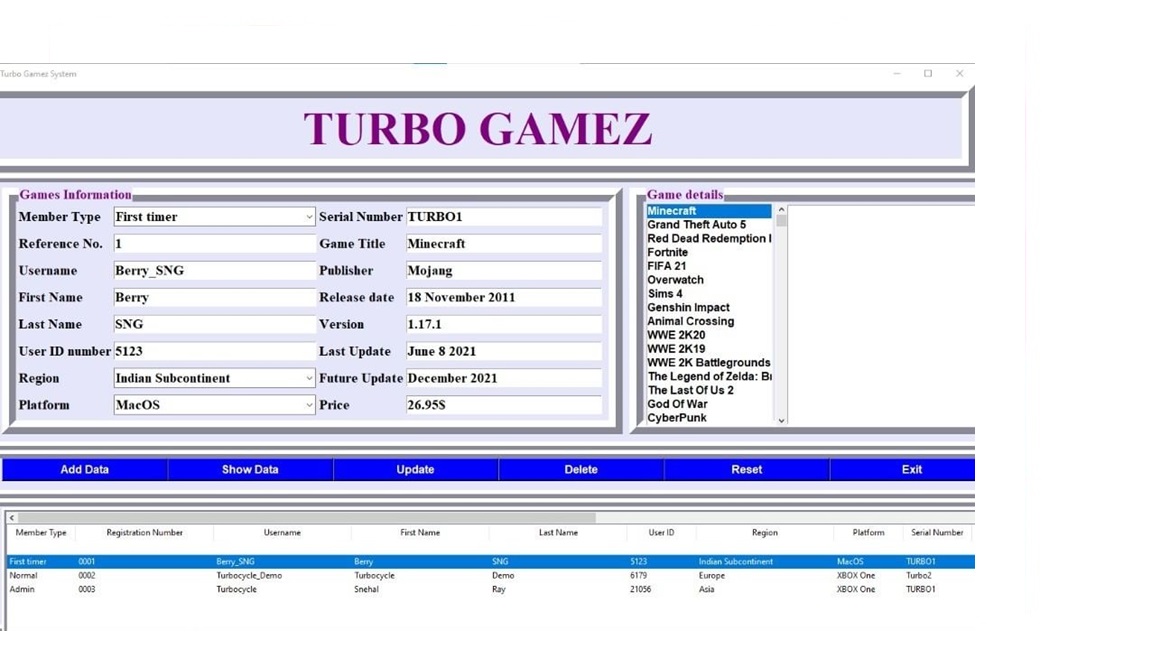 Turbo Gamez System
TURBO GAMEZ
Games Information
Member Type First timer Serial Number TURBO1
Reference No. 1 Game Title Minecraft
Username Berry_SNG Publisher Mojang
First Name Berry Release date 18 November 2011
Last Name SNG Version 1.17.1
User ID number 5123 Last Update June 8 2021
Region Indian Subcontinent Future Update December 2021
Platform MacOS Price 26.95$
Game details
Minecraft
Grand Theft Auto 5
Red Dead Redemption I
Fortnite
FIFA 21
Overwatch
Sims 4
Genshin Impact
Animal Crossing
WWE 2K20
WWE 2K19
WWE 2K Battlegrounds
The Legend of Zelda: Br
The Last Of Us 2
God Of War
CyberPunk
Add Data Show Data Update Delete Reset Exit
Member Type Registration Number Username First Name Last Name User ID Region Platform Serial Number
First timer 0001 Berry_SNG Berry SNG 5123 Indian Subcontinent MacOS TURBO1
Normal 0002 Turbocycle_Demo Turbocycle Demo 6179 Europe XBOX One Turbo2
Admin 0003 Turbocycle Snehal Ray 21056 Asia XBOX One TURBO1